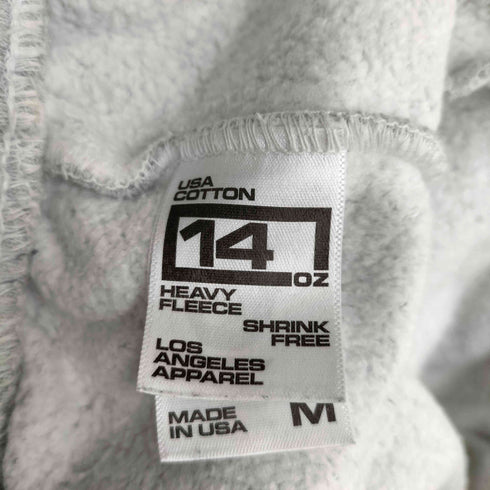 USA
COTTON
14
OZ
HEAVY
FLEECE
SHRINK
FREE
LOS
ANGELES
APPAREL
MADE
IN USA
M